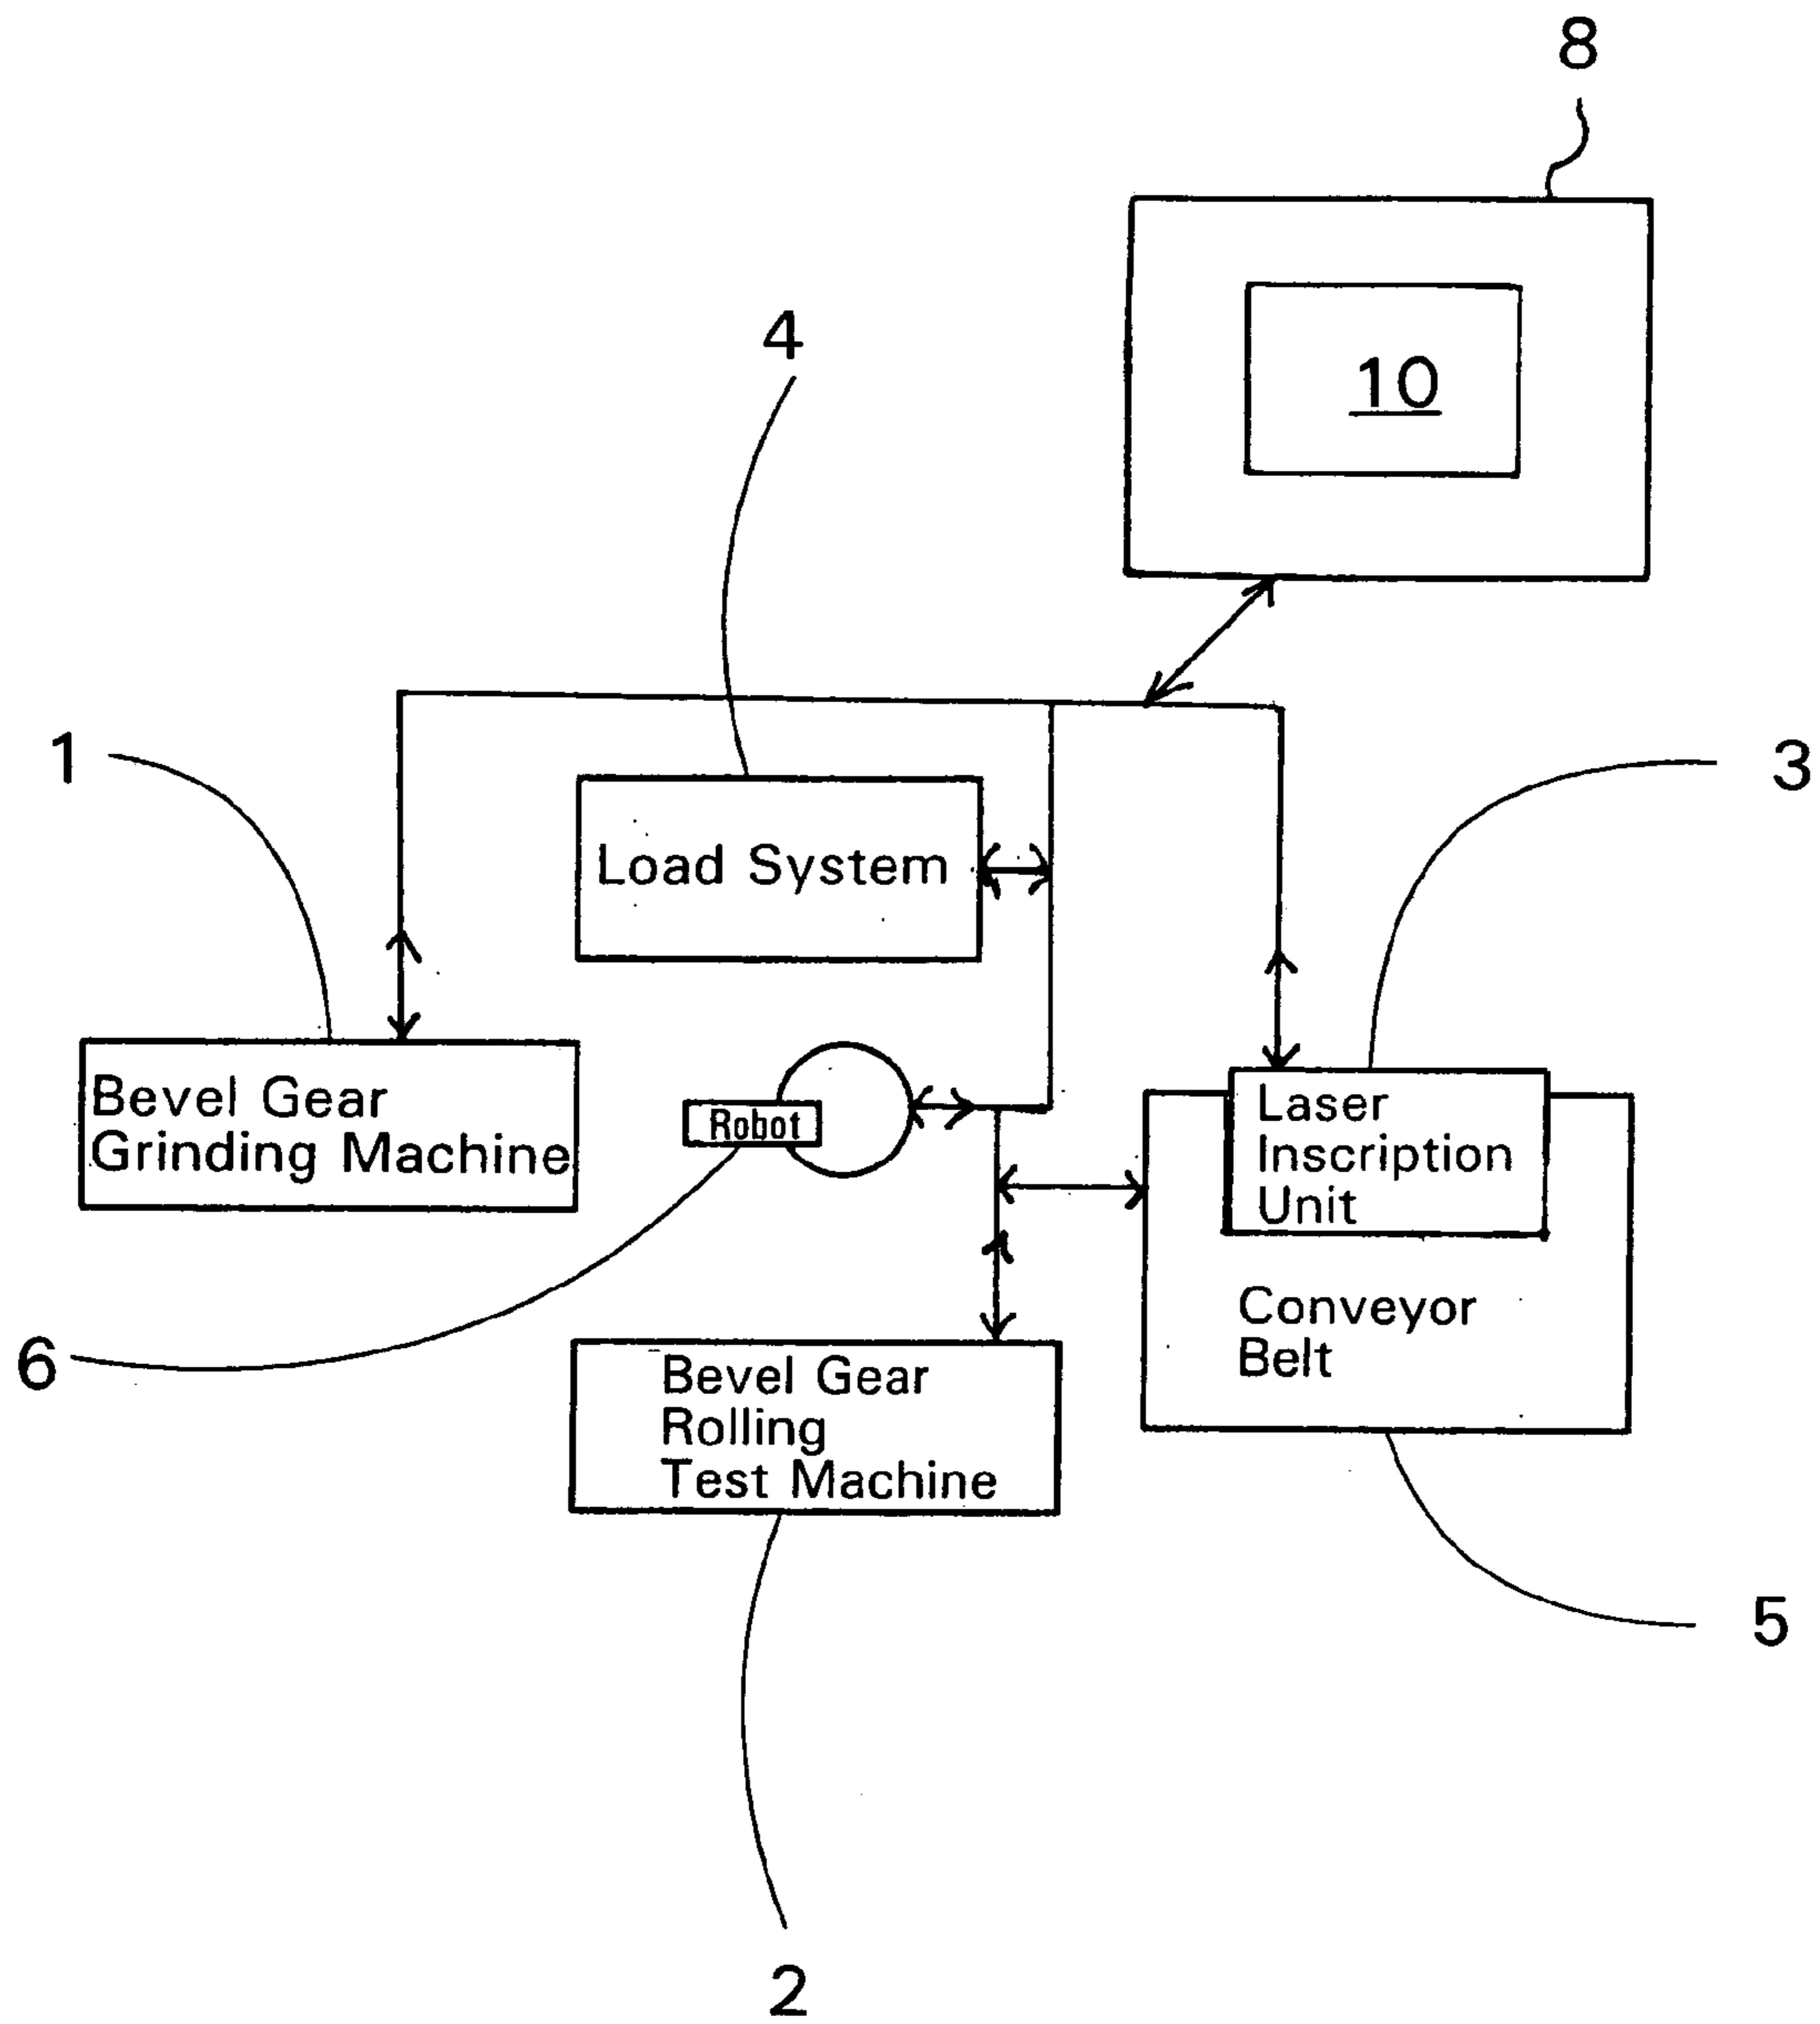 8
10
4
1
3
Load System
Bevel Gear
Grinding Machine
Robot
Laser
Inscription
Unit
Conveyor
Belt
6
Bevel Gear
Rolling
Test Machine
5
2